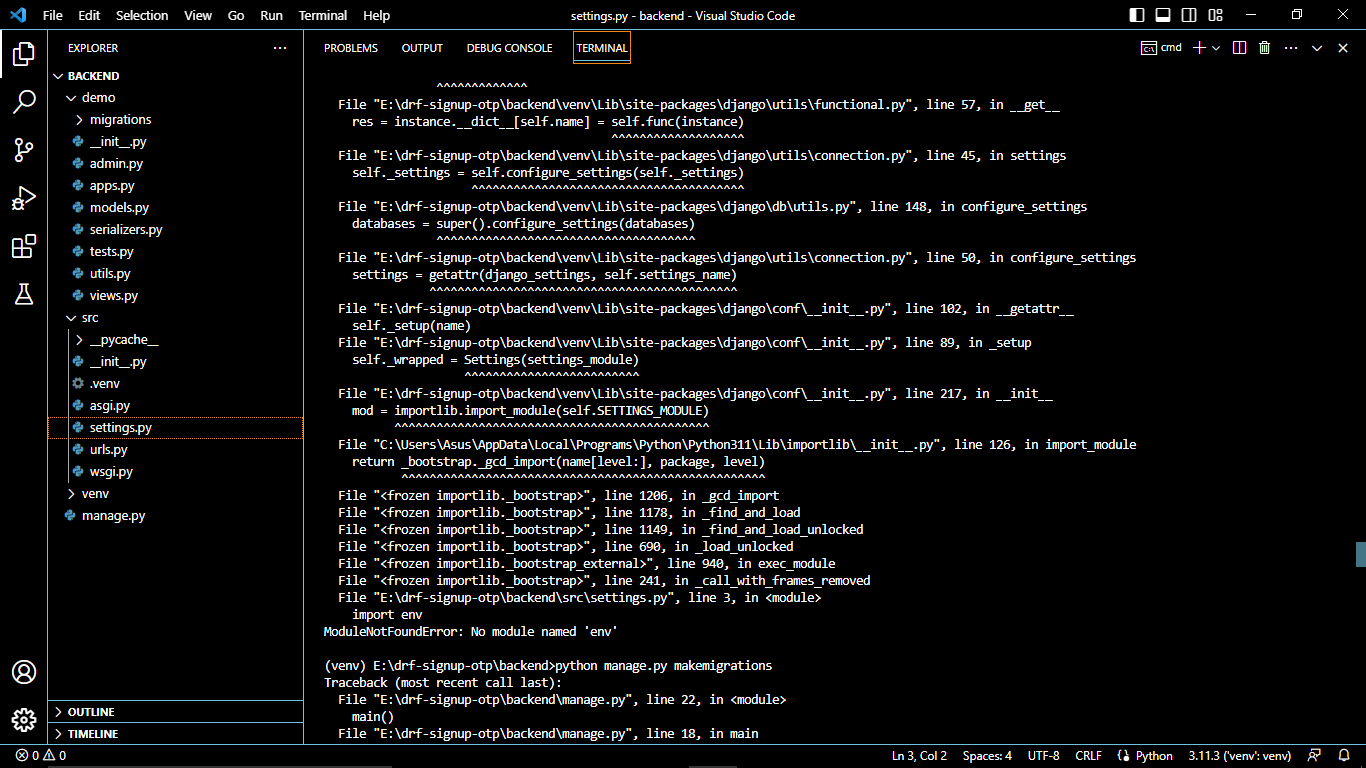 File Edit Selection View Go Run Terminal Help
settings.py - backend - Visual Studio Code
EXPLORER
BACKEND
demo
migrations
__init__.py
admin.py
apps.py
models.py
serializers.py
tests.py
utils.py
views.py
src
__pycache__
__init__.py
.venv
asgi.py
settings.py
urls.py
wsgi.py
venv
manage.py
OUTLINE
TIMELINE
PROBLEMS OUTPUT DEBUG CONSOLE TERMINAL
cmd
^^^^^^^^^^^^^
File "E:\drf-signup-otp\backend\venv\Lib\site-packages\django\utils\functional.py", line 57, in __get__
res = instance.__dict__[self.name] = self.func(instance)
^^^^^^^^^^^^^^^^^^^
File "E:\drf-signup-otp\backend\venv\Lib\site-packages\django\utils\connection.py", line 45, in settings
self._settings = self.configure_settings(self._settings)
^^^^^^^^^^^^^^^^^^^^^^^^^^^^^^^^^^^^^^^
File "E:\drf-signup-otp\backend\venv\Lib\site-packages\django\db\utils.py", line 148, in configure_settings
databases = super().configure_settings(databases)
^^^^^^^^^^^^^^^^^^^^^^^^^^^^^^^^^^^^^
File "E:\drf-signup-otp\backend\venv\Lib\site-packages\django\utils\connection.py", line 50, in configure_settings
settings = getattr(django_settings, self.settings_name)
^^^^^^^^^^^^^^^^^^^^^^^^^^^^^^^^^^^^^^^^^^^^
File "E:\drf-signup-otp\backend\venv\Lib\site-packages\django\conf\__init__.py", line 102, in __getattr__
self._setup(name)
File "E:\drf-signup-otp\backend\venv\Lib\site-packages\django\conf\__init__.py", line 89, in _setup
self._wrapped = Settings(settings_module)
^^^^^^^^^^^^^^^^^^^^^^^^^
File "E:\drf-signup-otp\backend\venv\Lib\site-packages\django\conf\__init__.py", line 217, in __init__
mod = importlib.import_module(self.SETTINGS_MODULE)
^^^^^^^^^^^^^^^^^^^^^^^^^^^^^^^^^^^^^^^^^^^^^
File "C:\Users\Asus\AppData\Local\Programs\Python\Python311\Lib\importlib\__init__.py", line 126, in import_module
return _bootstrap._gcd_import(name[level:], package, level)
^^^^^^^^^^^^^^^^^^^^^^^^^^^^^^^^^^^^^^^^^^^^^^^^^^^^
File "<frozen importlib._bootstrap>", line 1206, in _gcd_import
File "<frozen importlib._bootstrap>", line 1178, in _find_and_load
File "<frozen importlib._bootstrap>", line 1149, in _find_and_load_unlocked
File "<frozen importlib._bootstrap>", line 690, in _load_unlocked
File "<frozen importlib._bootstrap_external>", line 940, in exec_module
File "<frozen importlib._bootstrap>", line 241, in _call_with_frames_removed
File "E:\drf-signup-otp\backend\src\settings.py", line 3, in <module>
import env
ModuleNotFoundError: No module named 'env'
(venv) E:\drf-signup-otp\backend>python manage.py makemigrations
Traceback (most recent call last):
File "E:\drf-signup-otp\backend\manage.py", line 22, in <module>
main()
File "E:\drf-signup-otp\backend\manage.py", line 18, in main
0 0 Ln 3, Col 2 Spaces: 4 UTF-8 CRLF Python 3.11.3 ('venv': venv)